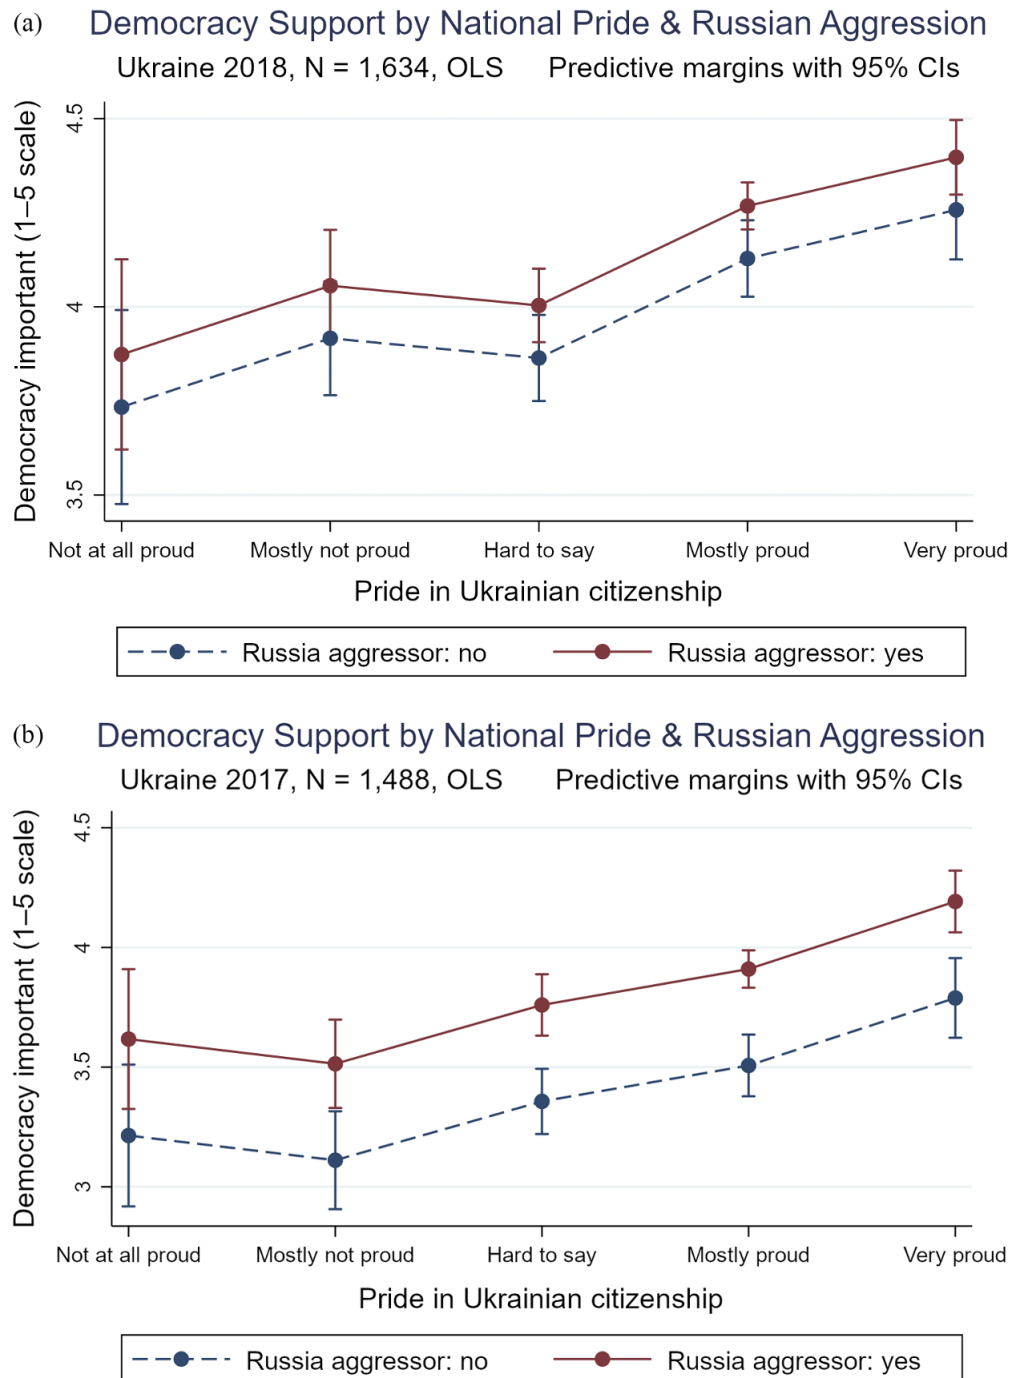 (a) Democracy Support by National Pride & Russian Aggression
Ukraine 2018, N = 1,634, OLS Predictive margins with 95% CIs
Democracy important (1–5 scale)
4.5
4
3.5
Not at all proud Mostly not proud Hard to say Mostly proud Very proud
Pride in Ukrainian citizenship
Russia aggressor: no Russia aggressor: yes
(b) Democracy Support by National Pride & Russian Aggression
Ukraine 2017, N = 1,488, OLS Predictive margins with 95% CIs
Democracy important (1–5 scale)
4.5
4
3.5
3
Not at all proud Mostly not proud Hard to say Mostly proud Very proud
Pride in Ukrainian citizenship
Russia aggressor: no Russia aggressor: yes